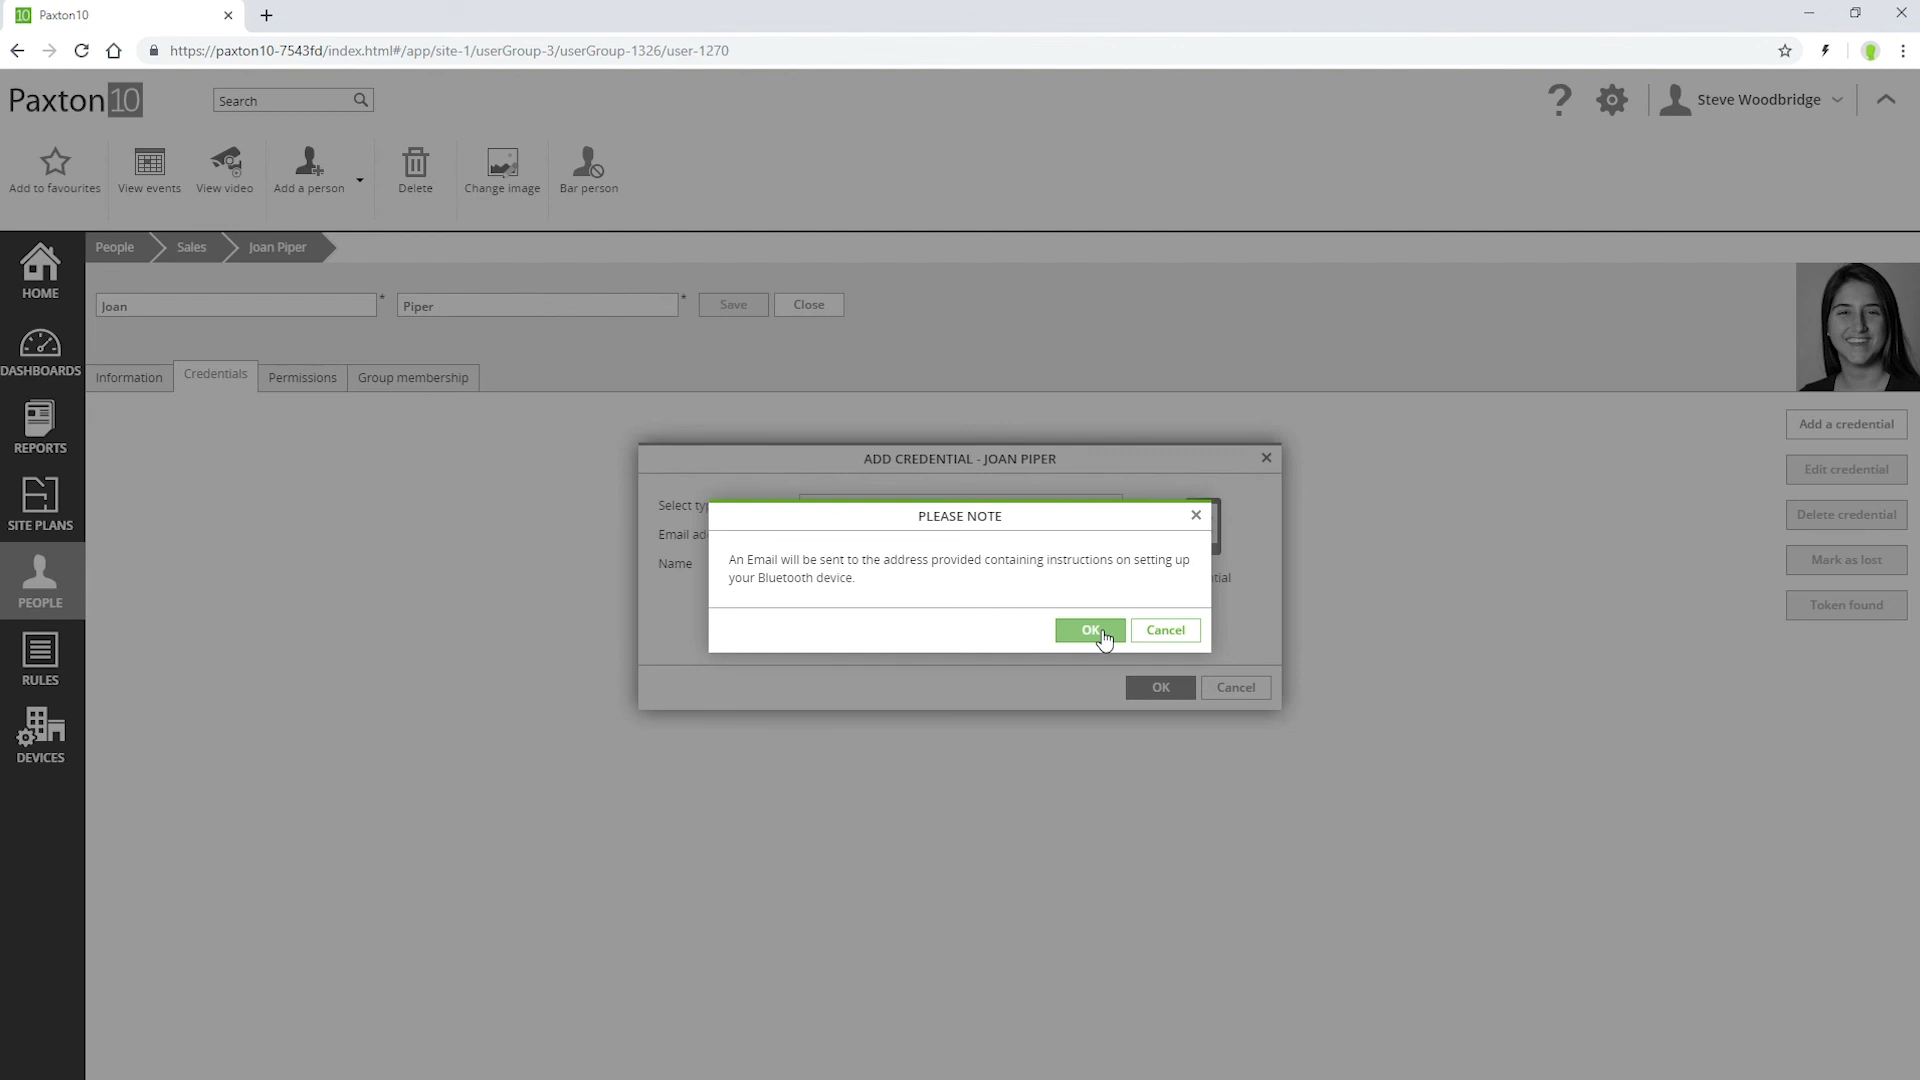 Paxton10
https://paxton10-7543fd/index.html#/app/site-1/userGroup-3/userGroup-1326/user-1270
Paxton10
Search
Steve Woodbridge
Add to favourites
View events
View video
Add a person
Delete
Change image
Bar person
People
Sales
Joan Piper
HOME
DASHBOARDS
REPORTS
SITE PLANS
PEOPLE
RULES
DEVICES
Joan *
Piper *
Save
Close
Information
Credentials
Permissions
Group membership
Add a credential
Edit credential
Delete credential
Mark as lost
Token found
ADD CREDENTIAL - JOAN PIPER
Select
Email
Name
PLEASE NOTE
An Email will be sent to the address provided containing instructions on setting up
your Bluetooth device.
OK
Cancel
OK
Cancel